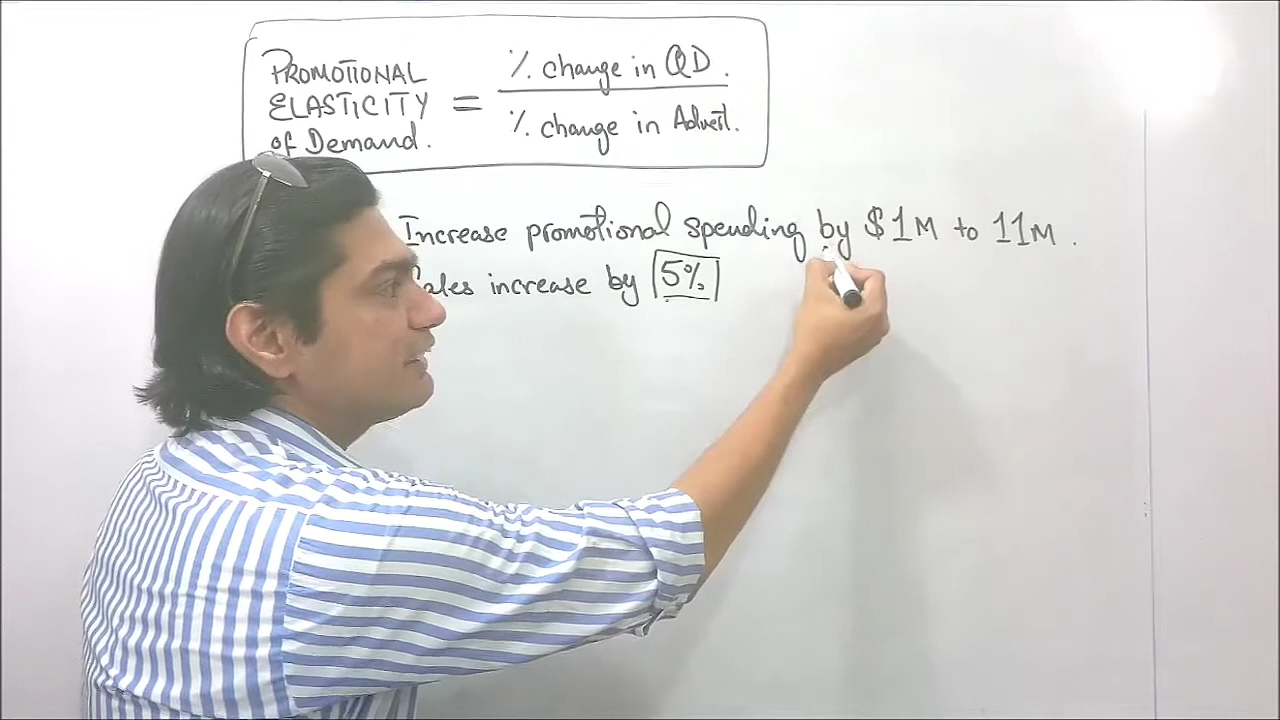 PROMOTIONAL
ELASTICITY
of Demand.
=
% change in QD.
% change in Advert.
Increase promotional spending by $1M to 11M.
Sales increase by 5%